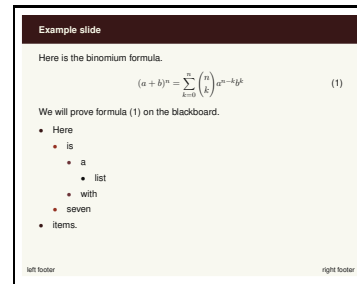 Example slide
Here is the binomium formula.
(a + b)^n = \sum_{k=0}^{n} \binom{n}{k} a^{n-k} b^k (1)
We will prove formula (1) on the blackboard.
• Here
• is
• a
• list
• with
• seven
• items.
left footer right footer